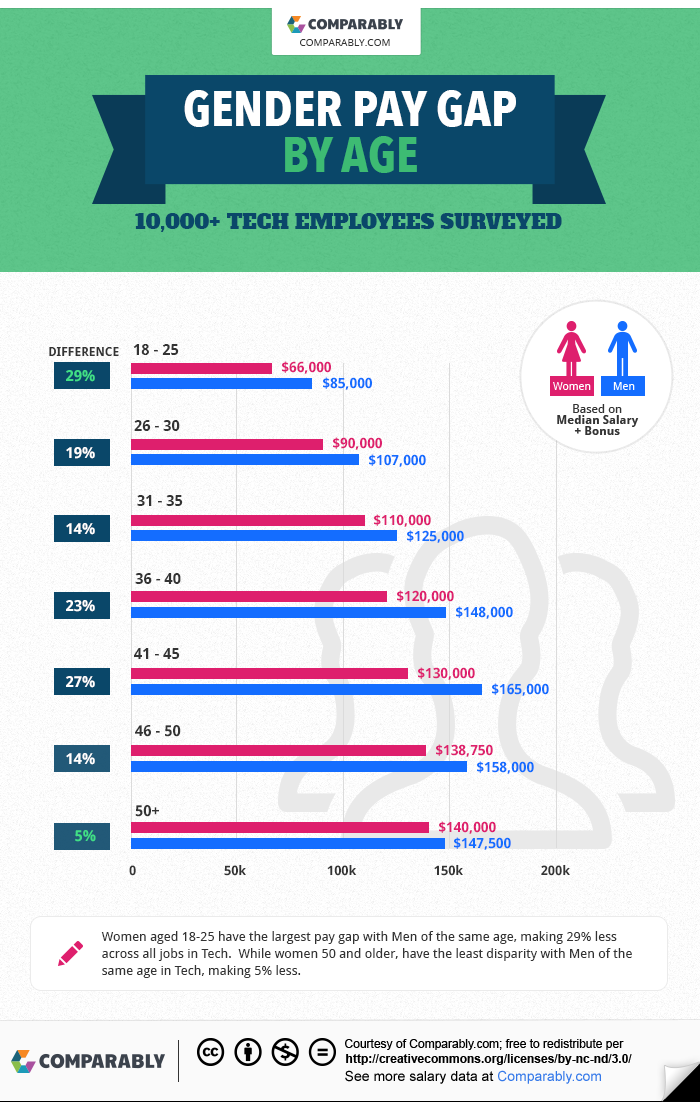 COMPARABLY
COMPARABLY.COM
GENDER PAY GAP
BY AGE
10,000+ TECH EMPLOYEES SURVEYED
Women
Men
Based on
Median Salary
+ Bonus
DIFFERENCE
18 - 25
29%
$66,000
$85,000
26 - 30
19%
$90,000
$107,000
31 - 35
14%
$110,000
$125,000
36 - 40
23%
$120,000
$148,000
41 - 45
27%
$130,000
$165,000
46 - 50
14%
$138,750
$158,000
50+
5%
$140,000
$147,500
0 50k 100k 150k 200k
Women aged 18-25 have the largest pay gap with Men of the same age, making 29% less
across all jobs in Tech.  While women 50 and older, have the least disparity with Men of the
same age in Tech, making 5% less.
COMPARABLY
cc $ =
Courtesy of Comparably.com; free to redistribute per
http://creativecommons.org/licenses/by-nc-nd/3.0/
See more salary data at Comparably.com